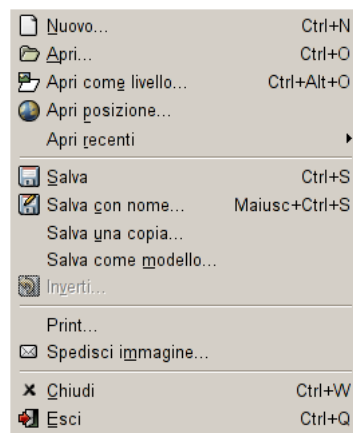 Nuovo... Ctrl+N
Apri... Ctrl+O
Apri come livello... Ctrl+Alt+O
Apri posizione...
Apri recenti
Salva Ctrl+S
Salva con nome... Maiusc+Ctrl+S
Salva una copia...
Salva come modello...
Inverti...
Print...
Spedisci immagine...
Chiudi Ctrl+W
Esci Ctrl+Q